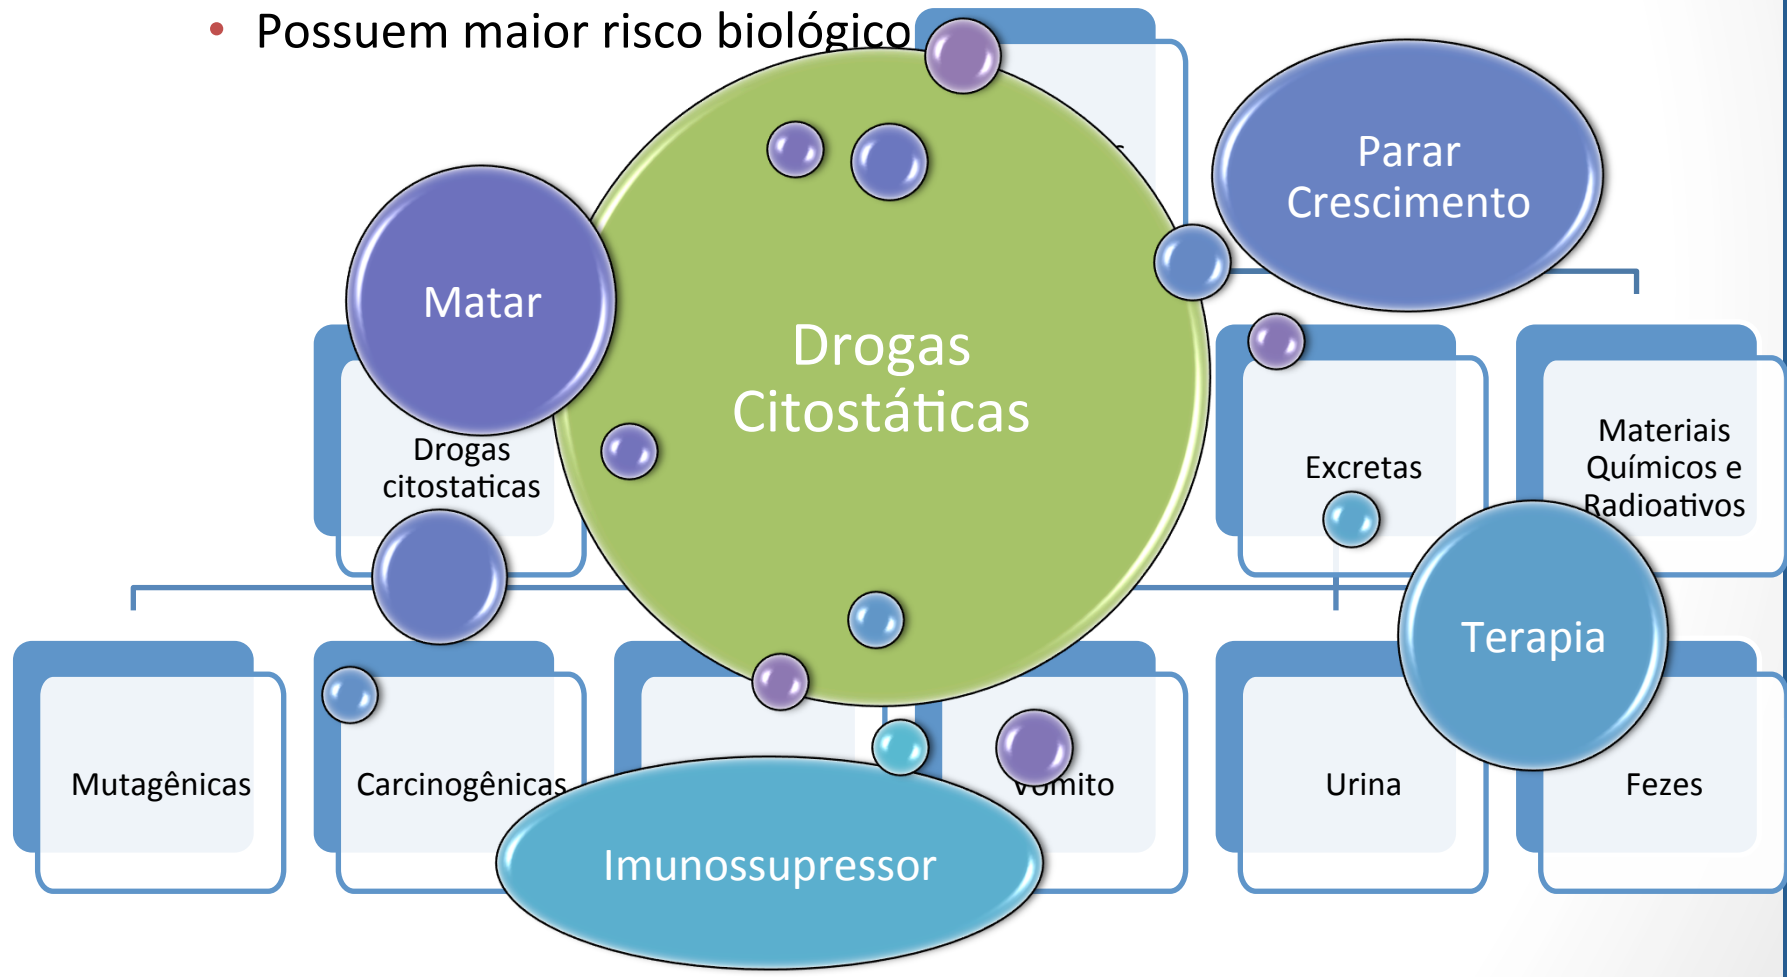 Possuem maior risco biológico
Parar
Crescimento
Matar
Drogas
Citostáticas
Drogas
citostaticas
Excretas
Materiais
Químicos e
Radioativos
Terapia
Mutagênicas
Carcinogênicas
Vômito
Urina
Fezes
Imunossupressor